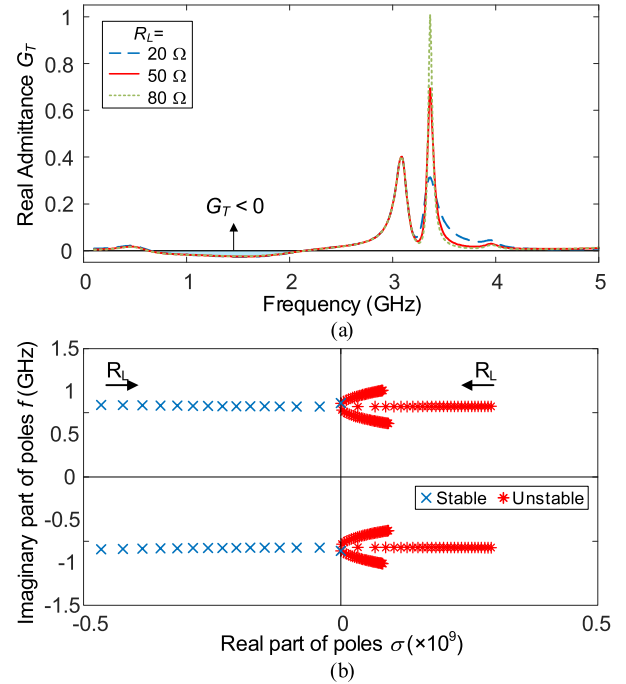 Real Admittance G_T
1
0.8
0.6
0.4
0.2
0
R_L=
20 Ω
50 Ω
80 Ω
G_T < 0
0 1 2 3 4 5
Frequency (GHz)
(a)
Imaginary part of poles f (GHz)
1.5
1
0.5
0
-0.5
-1
-1.5
R_L R_L
Stable Unstable
-0.5 0 0.5
Real part of poles σ (×10⁹)
(b)